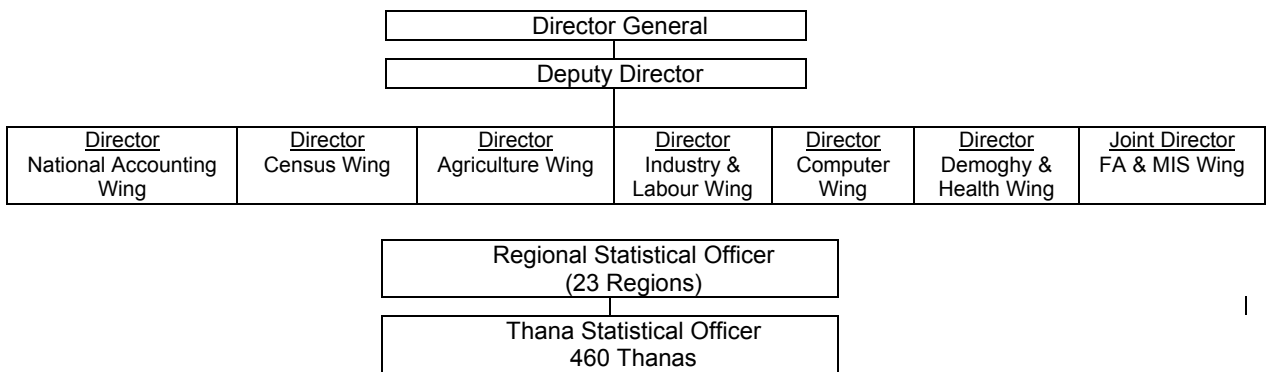 Director General
Deputy Director
Director
National Accounting
Wing
Director
Census Wing
Director
Agriculture Wing
Director
Industry &
Labour Wing
Director
Computer
Wing
Director
Demoghy &
Health Wing
Joint Director
FA & MIS Wing
Regional Statistical Officer
(23 Regions)
Thana Statistical Officer
460 Thanas